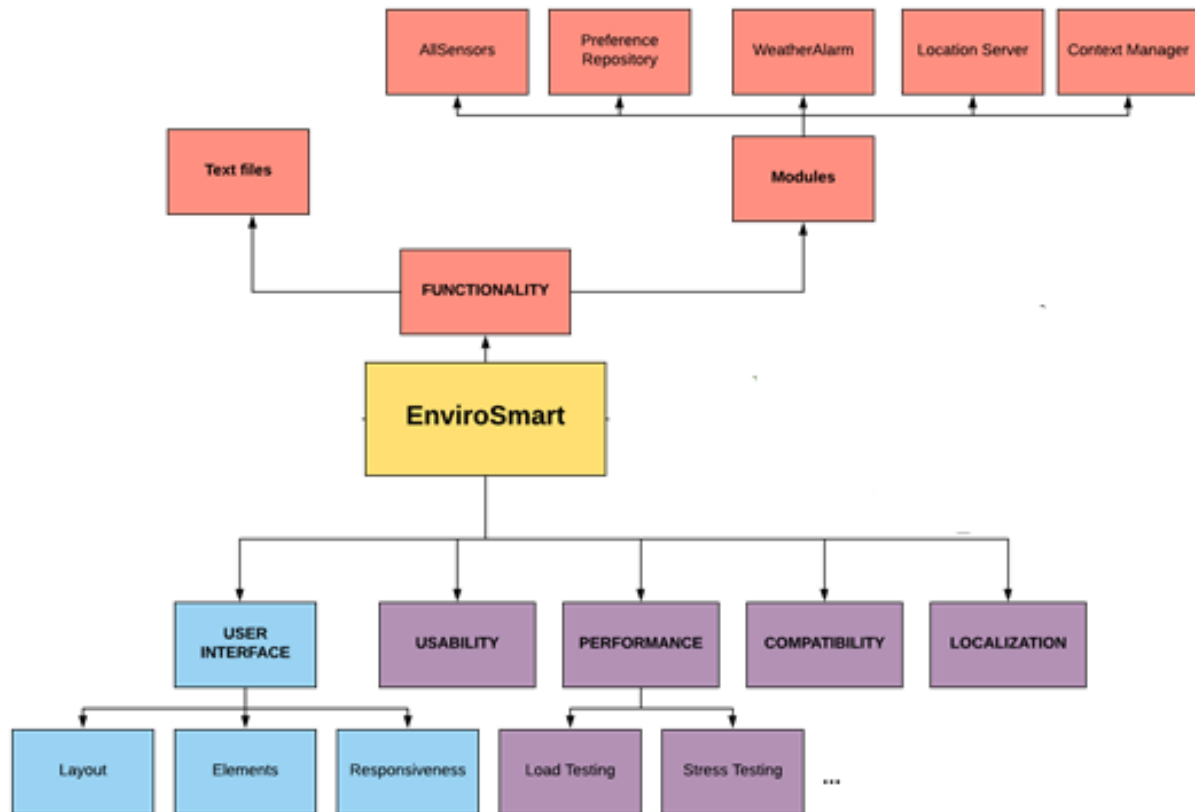 AllSensors
Preference
Repository
WeatherAlarm
Location Server
Context Manager
Text files
Modules
FUNCTIONALITY
EnviroSmart
USER
INTERFACE
USABILITY
PERFORMANCE
COMPATIBILITY
LOCALIZATION
Layout
Elements
Responsiveness
Load Testing
Stress Testing
...